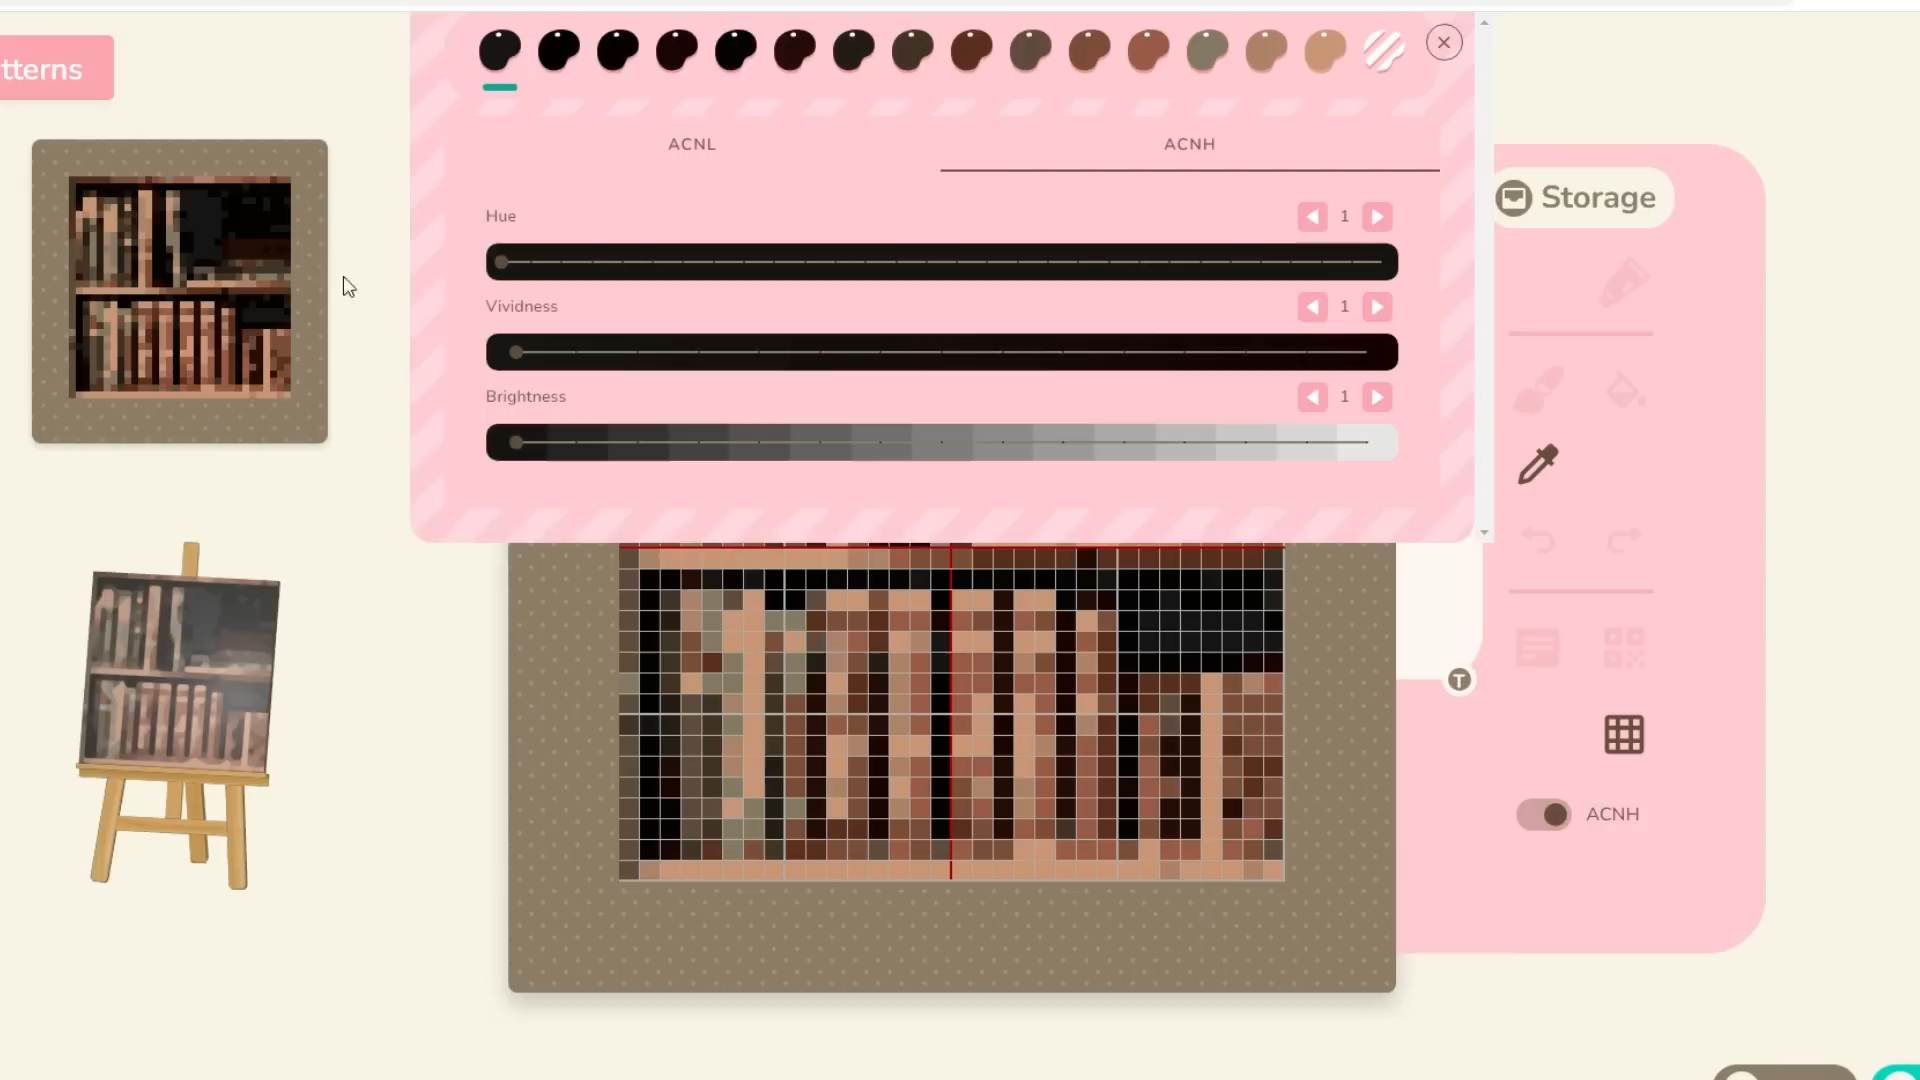 tterns
ACNL
ACNH
Hue
1
Vividness
1
Brightness
1
Storage
T
ACNH